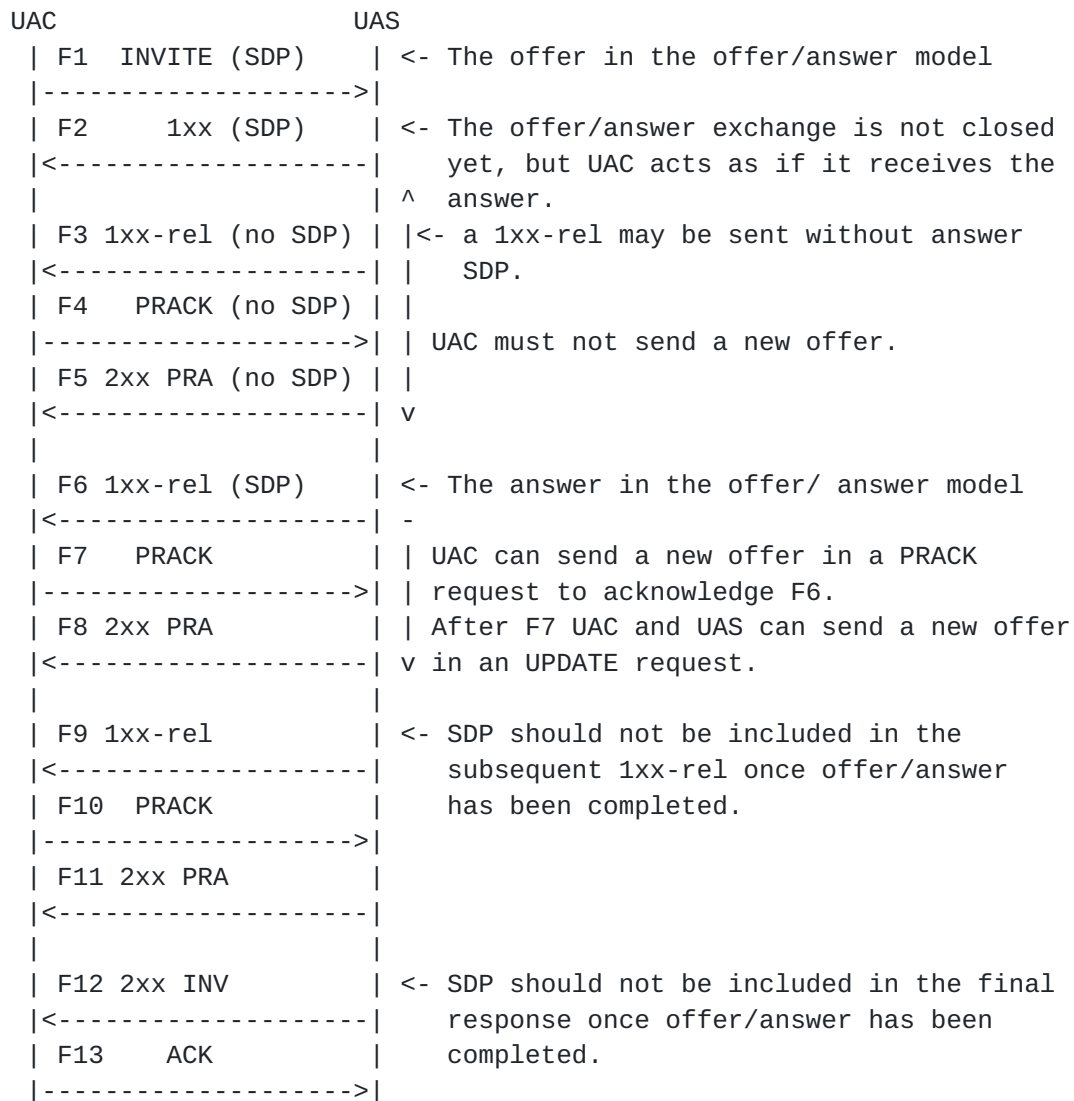 UAC                   UAS
 | F1  INVITE (SDP)    | <- The offer in the offer/answer model
 |-------------------->|
 | F2     1xx (SDP)    | <- The offer/answer exchange is not closed
 |<--------------------|    yet, but UAC acts as if it receives the
 |                     | ^  answer.
 | F3 1xx-rel (no SDP) | |<- a 1xx-rel may be sent without answer
 |<--------------------| |   SDP.
 | F4   PRACK (no SDP) | |
 |-------------------->| | UAC must not send a new offer.
 | F5 2xx PRA (no SDP) | |
 |<--------------------| v
 |                     |
 | F6 1xx-rel (SDP)    | <- The answer in the offer/ answer model
 |<--------------------| -
 | F7   PRACK          | | UAC can send a new offer in a PRACK
 |-------------------->| | request to acknowledge F6.
 | F8 2xx PRA          | | After F7 UAC and UAS can send a new offer
 |<--------------------| v in an UPDATE request.
 |                     |
 | F9 1xx-rel          | <- SDP should not be included in the
 |<--------------------|    subsequent 1xx-rel once offer/answer
 | F10  PRACK          |    has been completed.
 |-------------------->|
 | F11 2xx PRA         |
 |<--------------------|
 |                     |
 | F12 2xx INV         | <- SDP should not be included in the final
 |<--------------------|    response once offer/answer has been
 | F13    ACK          |    completed.
 |-------------------->|